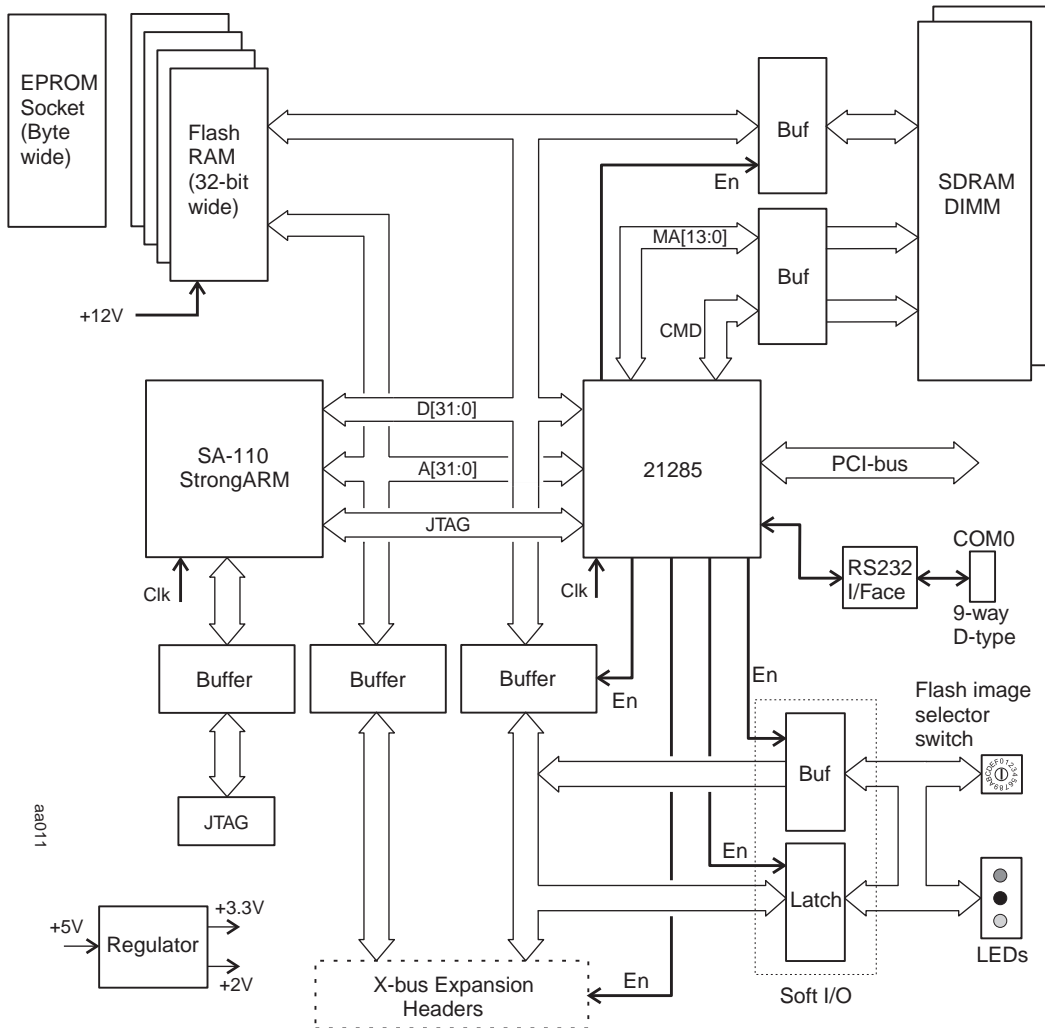 EPROM
Socket
(Byte
wide)
Flash
RAM
(32-bit
wide)
Buf
En
SDRAM
DIMM
MA[13:0]
Buf
+12V
CMD
SA-110
StrongARM
D[31:0]
A[31:0]
JTAG
21285
PCI-bus
Clk
Clk
RS232
I/Face
COM0
9-way
D-type
Buffer
Buffer
Buffer
En
En
Flash image
selector
switch
Buf
JTAG
aa011
En
Latch
LEDs
+5V
Regulator
+3.3V
+2V
X-bus Expansion
Headers
En
Soft I/O